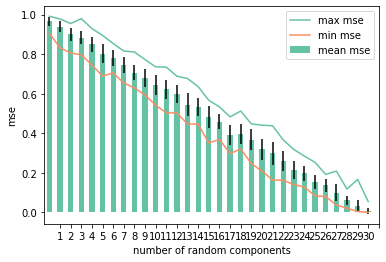 1.0
0.8
0.6
0.4
0.2
0.0
mse
max mse
min mse
mean mse
1 2 3 4 5 6 7 8 9 10 11 12 13 14 15 16 17 18 19 20 21 22 23 24 25 26 27 28 29 30
number of random components